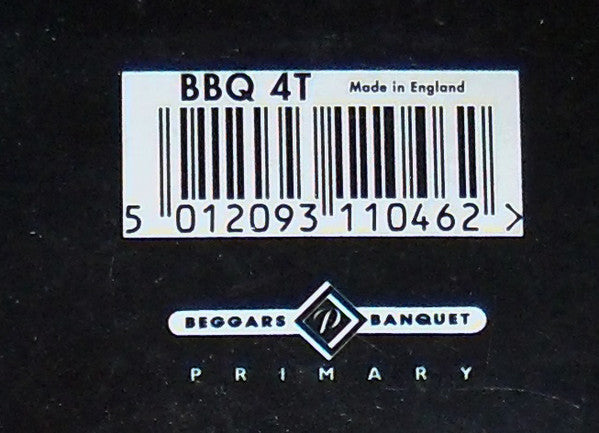 BBQ 4T Made in England
5 012093 110462 >
BEGGARS P BANQUET
PRIMARY